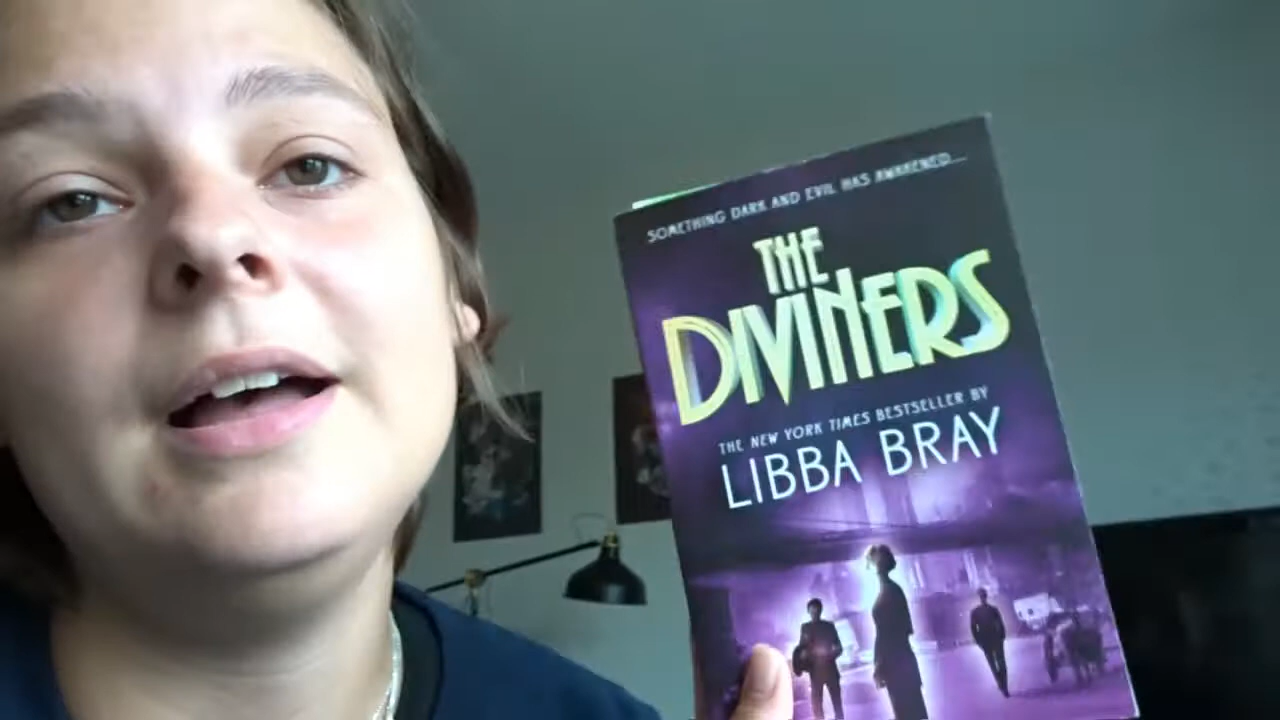 SOMETHING DARK AND EVIL HAS AWAKENED...
THE
DIVINERS
THE NEW YORK TIMES BESTSELLER BY
LIBBA BRAY